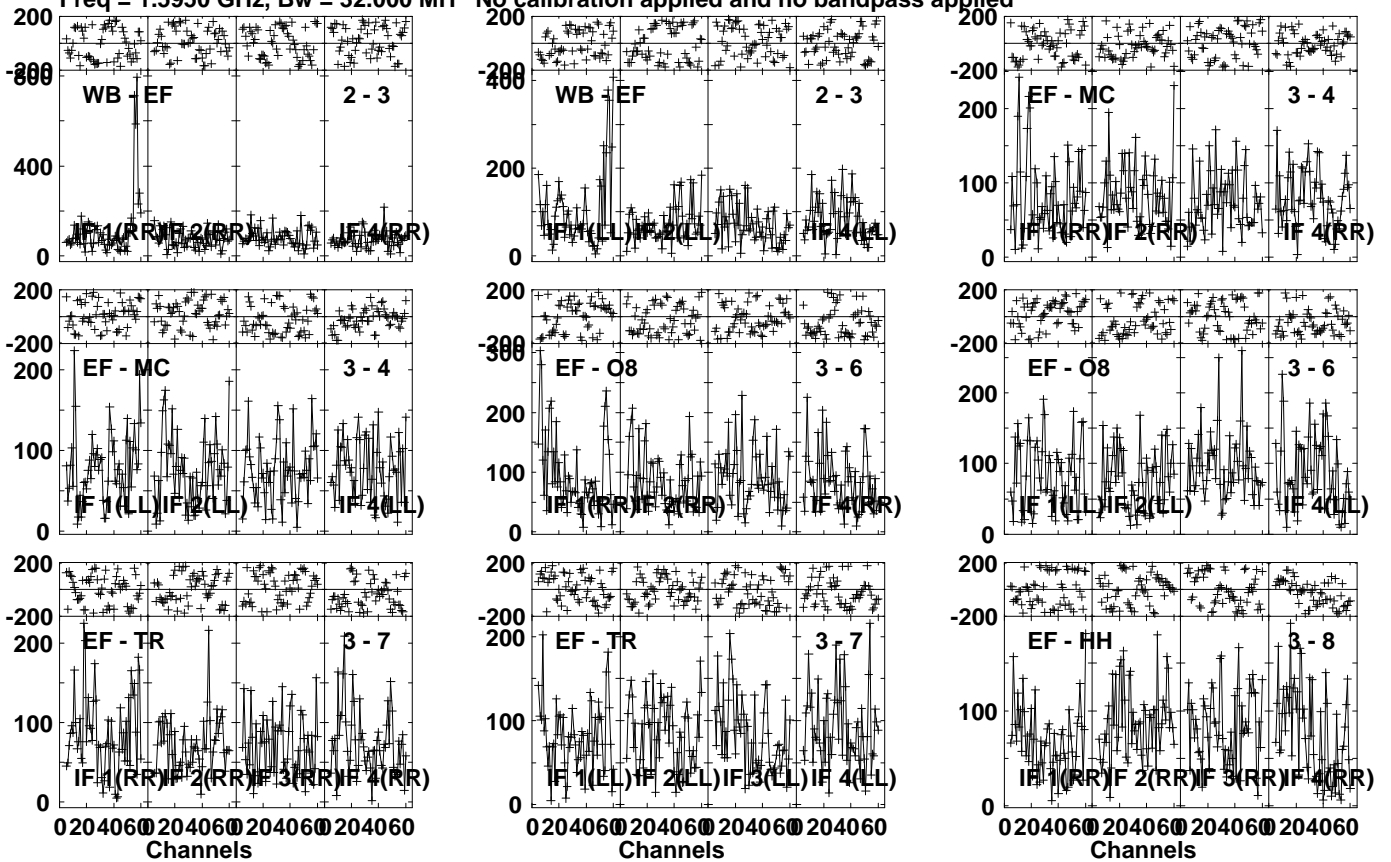 Freq = 1.5950 GHz, Bw = 32.000 MH No calibration applied and no bandpass applied
200
-200
800
400
0
WB - EF 2 - 3
IF 1(RR) IF 2(RR) IF 4(RR)
200
-200
400
200
0
WB - EF 2 - 3
IF 1(LL) IF 2(LL) IF 4(LL)
-200
200
100
0
EF - MC 3 - 4
IF 1(RR) IF 2(RR) IF 4(RR)
200
-200
200
100
0
EF - MC 3 - 4
IF 1(LL) IF 2(LL) IF 4(LL)
-200
300
200
100
0
EF - O8 3 - 6
IF 1(RR) IF 2(RR) IF 4(RR)
200
-200
200
100
0
EF - O8 3 - 6
IF 1(LL) IF 2(LL) IF 4(LL)
200
-200
200
100
0
EF - TR 3 - 7
IF 1(RR) IF 2(RR) IF 3(RR) IF 4(RR)
0 20 40 60 0 20 40 60 0 20 40 60 0 20 40 60
Channels
200
-200
200
100
0
EF - TR 3 - 7
IF 1(LL) IF 2(LL) IF 3(LL) IF 4(LL)
0 20 40 60 0 20 40 60 0 20 40 60 0 20 40 60
Channels
200
-200
200
100
0
EF - HH 3 - 8
IF 1(RR) IF 2(RR) IF 3(RR) IF 4(RR)
0 20 40 60 0 20 40 60 0 20 40 60 0 20 40 60
Channels